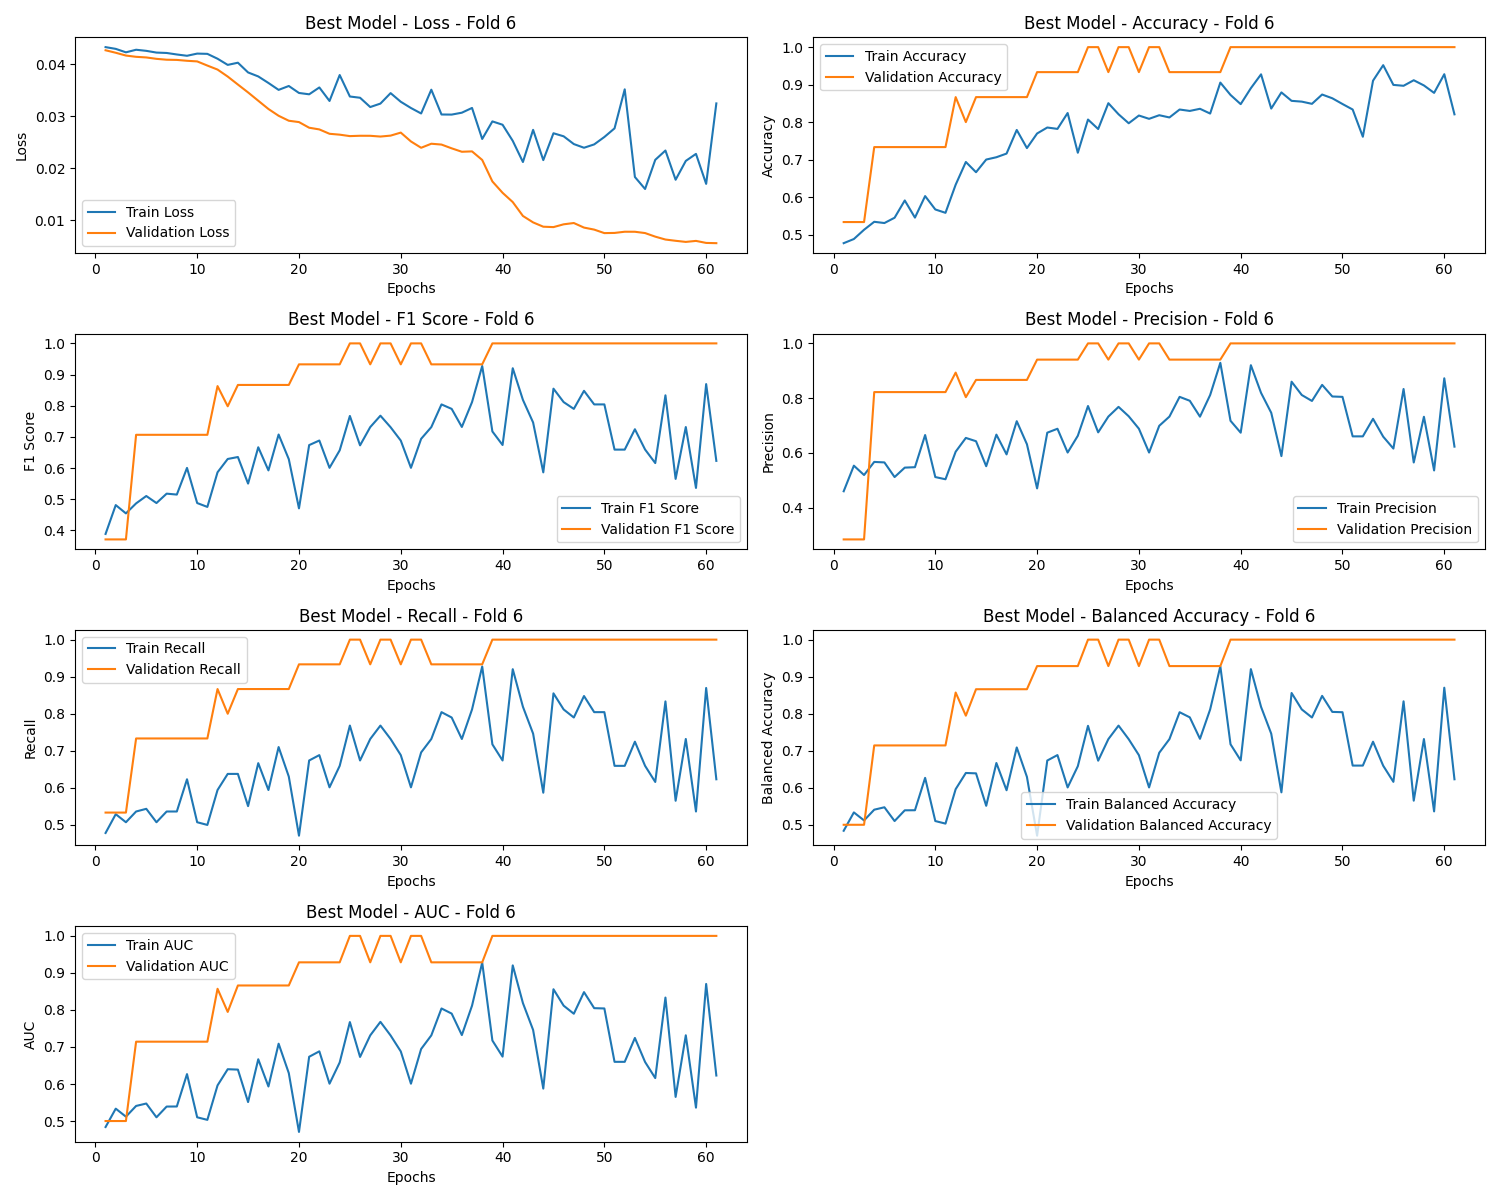 Best Model - Loss - Fold 6
Loss
0.04
0.03
0.02
0.01
Train Loss
Validation Loss
0 10 20 30 40 50 60
Epochs
Best Model - Accuracy - Fold 6
Accuracy
1.0
0.9
0.8
0.7
0.6
0.5
Train Accuracy
Validation Accuracy
0 10 20 30 40 50 60
Epochs
Best Model - F1 Score - Fold 6
F1 Score
1.0
0.9
0.8
0.7
0.6
0.5
0.4
Train F1 Score
Validation F1 Score
0 10 20 30 40 50 60
Epochs
Best Model - Precision - Fold 6
Precision
1.0
0.8
0.6
0.4
Train Precision
Validation Precision
0 10 20 30 40 50 60
Epochs
Best Model - Recall - Fold 6
Recall
1.0
0.9
0.8
0.7
0.6
0.5
Train Recall
Validation Recall
0 10 20 30 40 50 60
Epochs
Best Model - Balanced Accuracy - Fold 6
Balanced Accuracy
1.0
0.9
0.8
0.7
0.6
0.5
Train Balanced Accuracy
Validation Balanced Accuracy
0 10 20 30 40 50 60
Epochs
Best Model - AUC - Fold 6
AUC
1.0
0.9
0.8
0.7
0.6
0.5
Train AUC
Validation AUC
0 10 20 30 40 50 60
Epochs